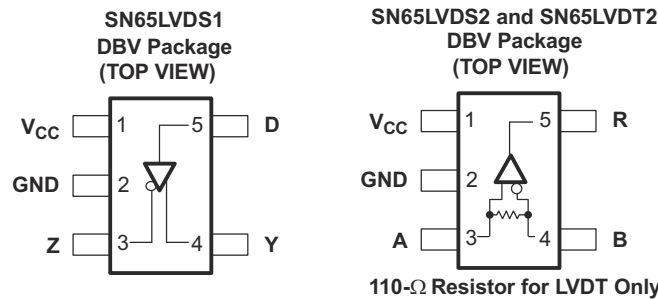 SN65LVDS1
DBV Package
(TOP VIEW)
VCC 1 5 D
GND 2
Z 3 4 Y
SN65LVDS2 and SN65LVDT2
DBV Package
(TOP VIEW)
VCC 1 5 R
GND 2
A 3 4 B
110-Ω Resistor for LVDT Only